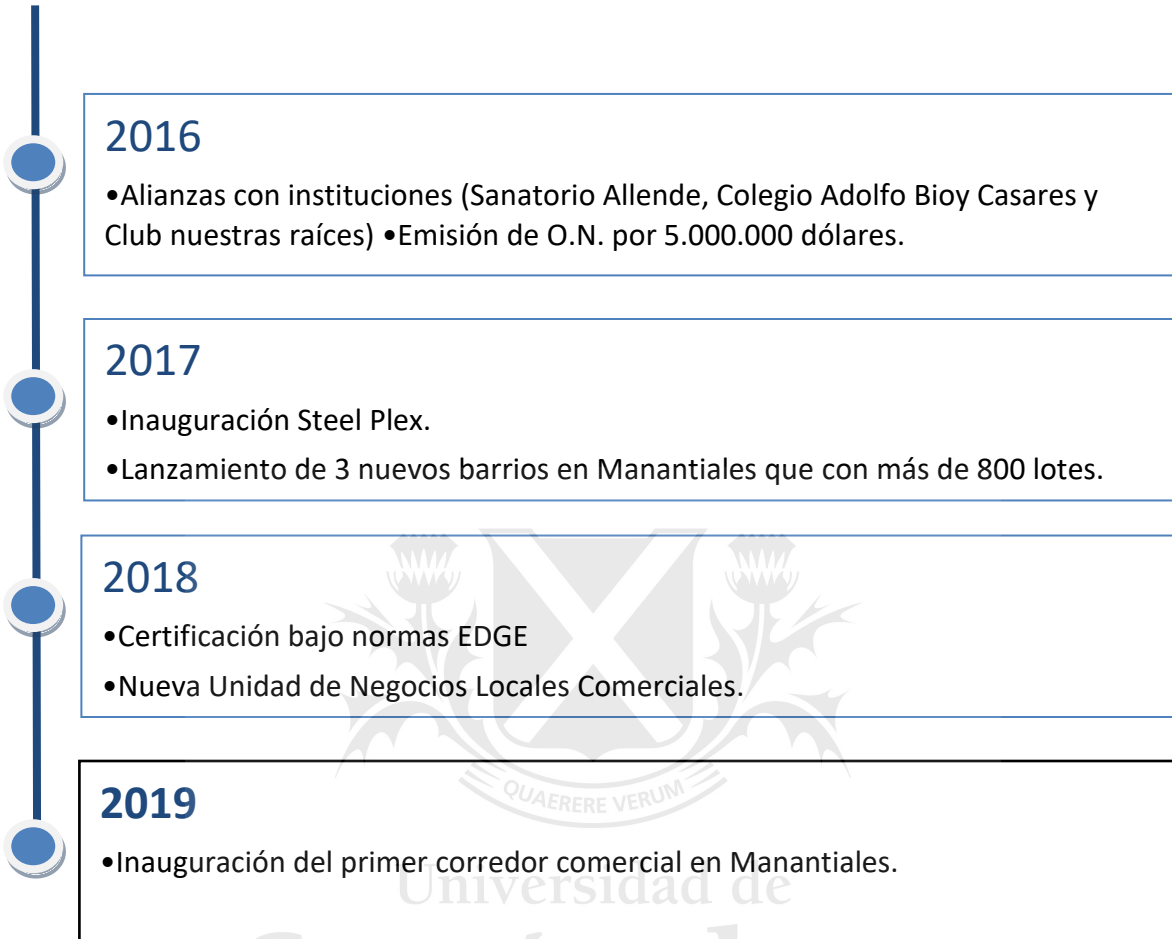 2016
•Alianzas con instituciones (Sanatorio Allende, Colegio Adolfo Bioy Casares y
Club nuestras raíces) •Emisión de O.N. por 5.000.000 dólares.
2017
•Inauguración Steel Plex.
•Lanzamiento de 3 nuevos barrios en Manantiales que con más de 800 lotes.
2018
•Certificación bajo normas EDGE
•Nueva Unidad de Negocios Locales Comerciales.
QUAERERE VERUM
2019
•Inauguración del primer corredor comercial en Manantiales.
Universidad de